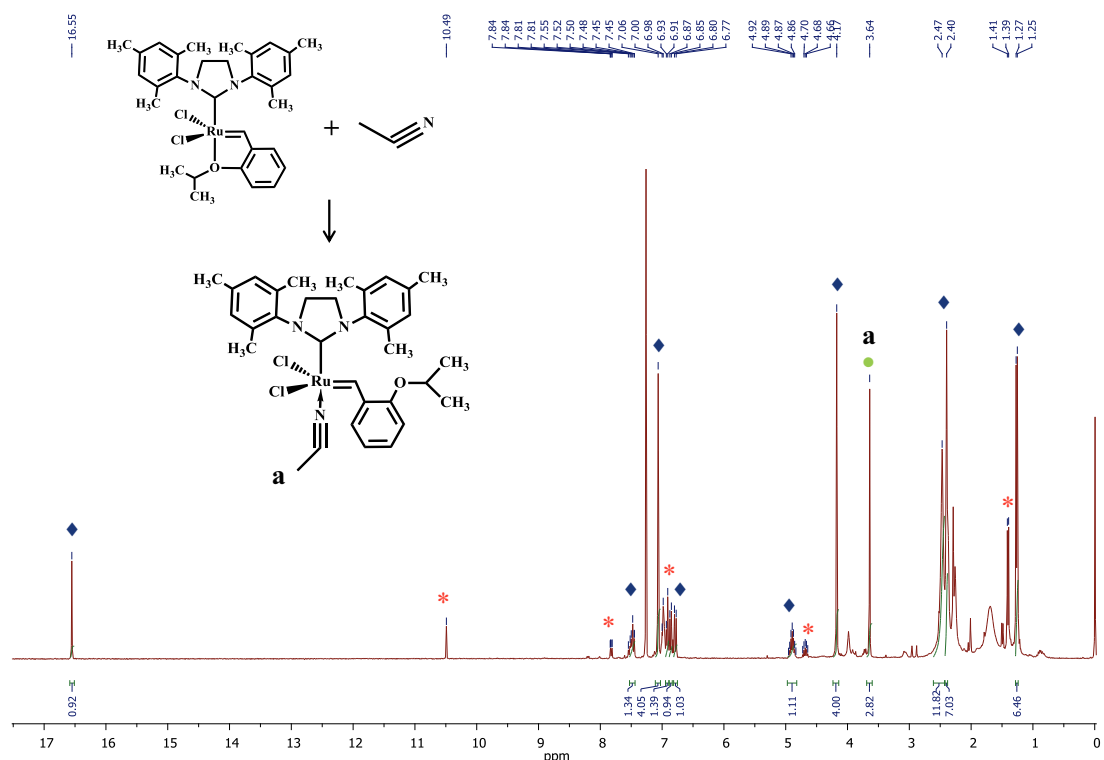 16.55
10.49
7.84
7.84
7.81
7.81
7.55
7.52
7.50
7.48
7.45
7.45
7.06
7.00
6.98
6.93
6.91
6.87
6.85
6.80
6.77
4.92
4.89
4.87
4.86
4.70
4.68
4.66
4.17
3.64
2.47
2.40
1.41
1.39
1.27
1.25
H₃C CH₃ H₃C CH₃
N N
CH₃ CH₃
Cl
Cl Ru
O
H₃C
CH₃
+
N
H₃C CH₃ H₃C CH₃
N N
CH₃ CH₃
Cl
Cl Ru O CH₃
CH₃
N
a
a
* * * * *
0.92
1.34
4.05
1.39
0.94
1.03
1.11
4.00
2.82
11.82
7.03
6.46
17 16 15 14 13 12 11 10 9 8 7 6 5 4 3 2 1 0
ppm